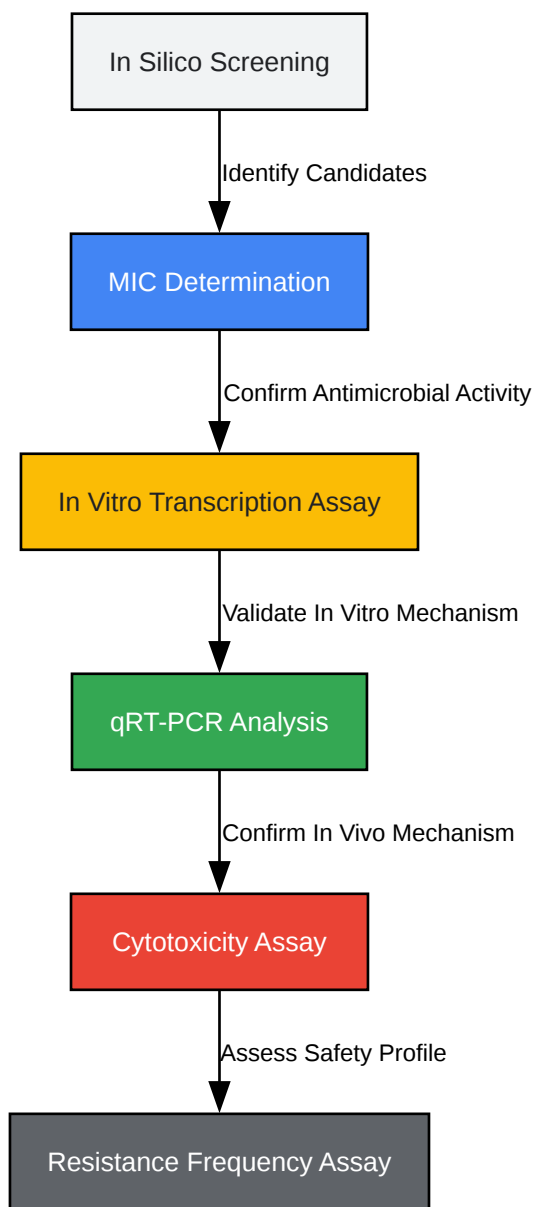 In Silico Screening
Identify Candidates
MIC Determination
Confirm Antimicrobial Activity
In Vitro Transcription Assay
Validate In Vitro Mechanism
qRT-PCR Analysis
Confirm In Vivo Mechanism
Cytotoxicity Assay
Assess Safety Profile
Resistance Frequency Assay